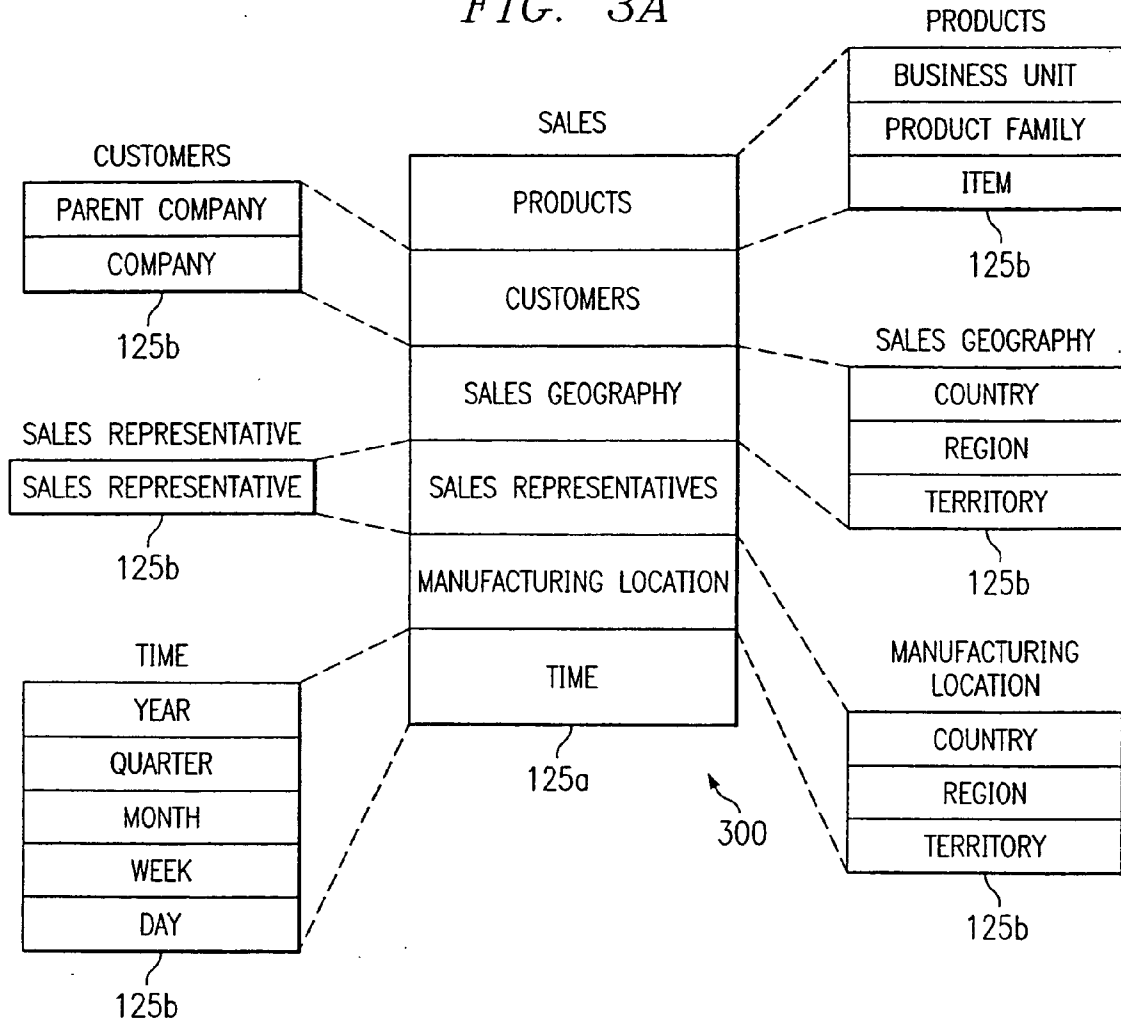 FIG. 3A
PRODUCTS
BUSINESS UNIT
PRODUCT FAMILY
ITEM
125b
SALES
PRODUCTS
CUSTOMERS
SALES GEOGRAPHY
SALES REPRESENTATIVES
MANUFACTURING LOCATION
TIME
125a
300
CUSTOMERS
PARENT COMPANY
COMPANY
125b
SALES GEOGRAPHY
COUNTRY
REGION
TERRITORY
125b
SALES REPRESENTATIVE
SALES REPRESENTATIVE
125b
MANUFACTURING
LOCATION
COUNTRY
REGION
TERRITORY
125b
TIME
YEAR
QUARTER
MONTH
WEEK
DAY
125b